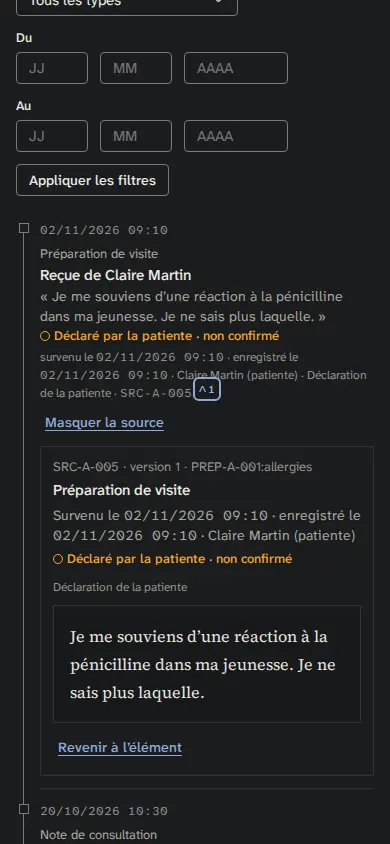 Tous les types
Du
JJ
MM
AAAA
Au
JJ
MM
AAAA
Appliquer les filtres
02/11/2026 09:10
Préparation de visite
Reçue de Claire Martin
« Je me souviens d’une réaction à la pénicilline
dans ma jeunesse. Je ne sais plus laquelle. »
Déclaré par la patiente · non confirmé
survenu le 02/11/2026 09:10 · enregistré le
02/11/2026 09:10 · Claire Martin (patiente) · Déclaration
de la patiente · SRC-A-005 ^1
Masquer la source
SRC-A-005 · version 1 · PREP-A-001:allergies
Préparation de visite
Survenu le 02/11/2026 09:10 · enregistré le
02/11/2026 09:10 · Claire Martin (patiente)
Déclaré par la patiente · non confirmé
Déclaration de la patiente
Je me souviens d’une réaction à la
pénicilline dans ma jeunesse. Je ne
sais plus laquelle.
Revenir à l’élément
20/10/2026 10:30
Note de consultation